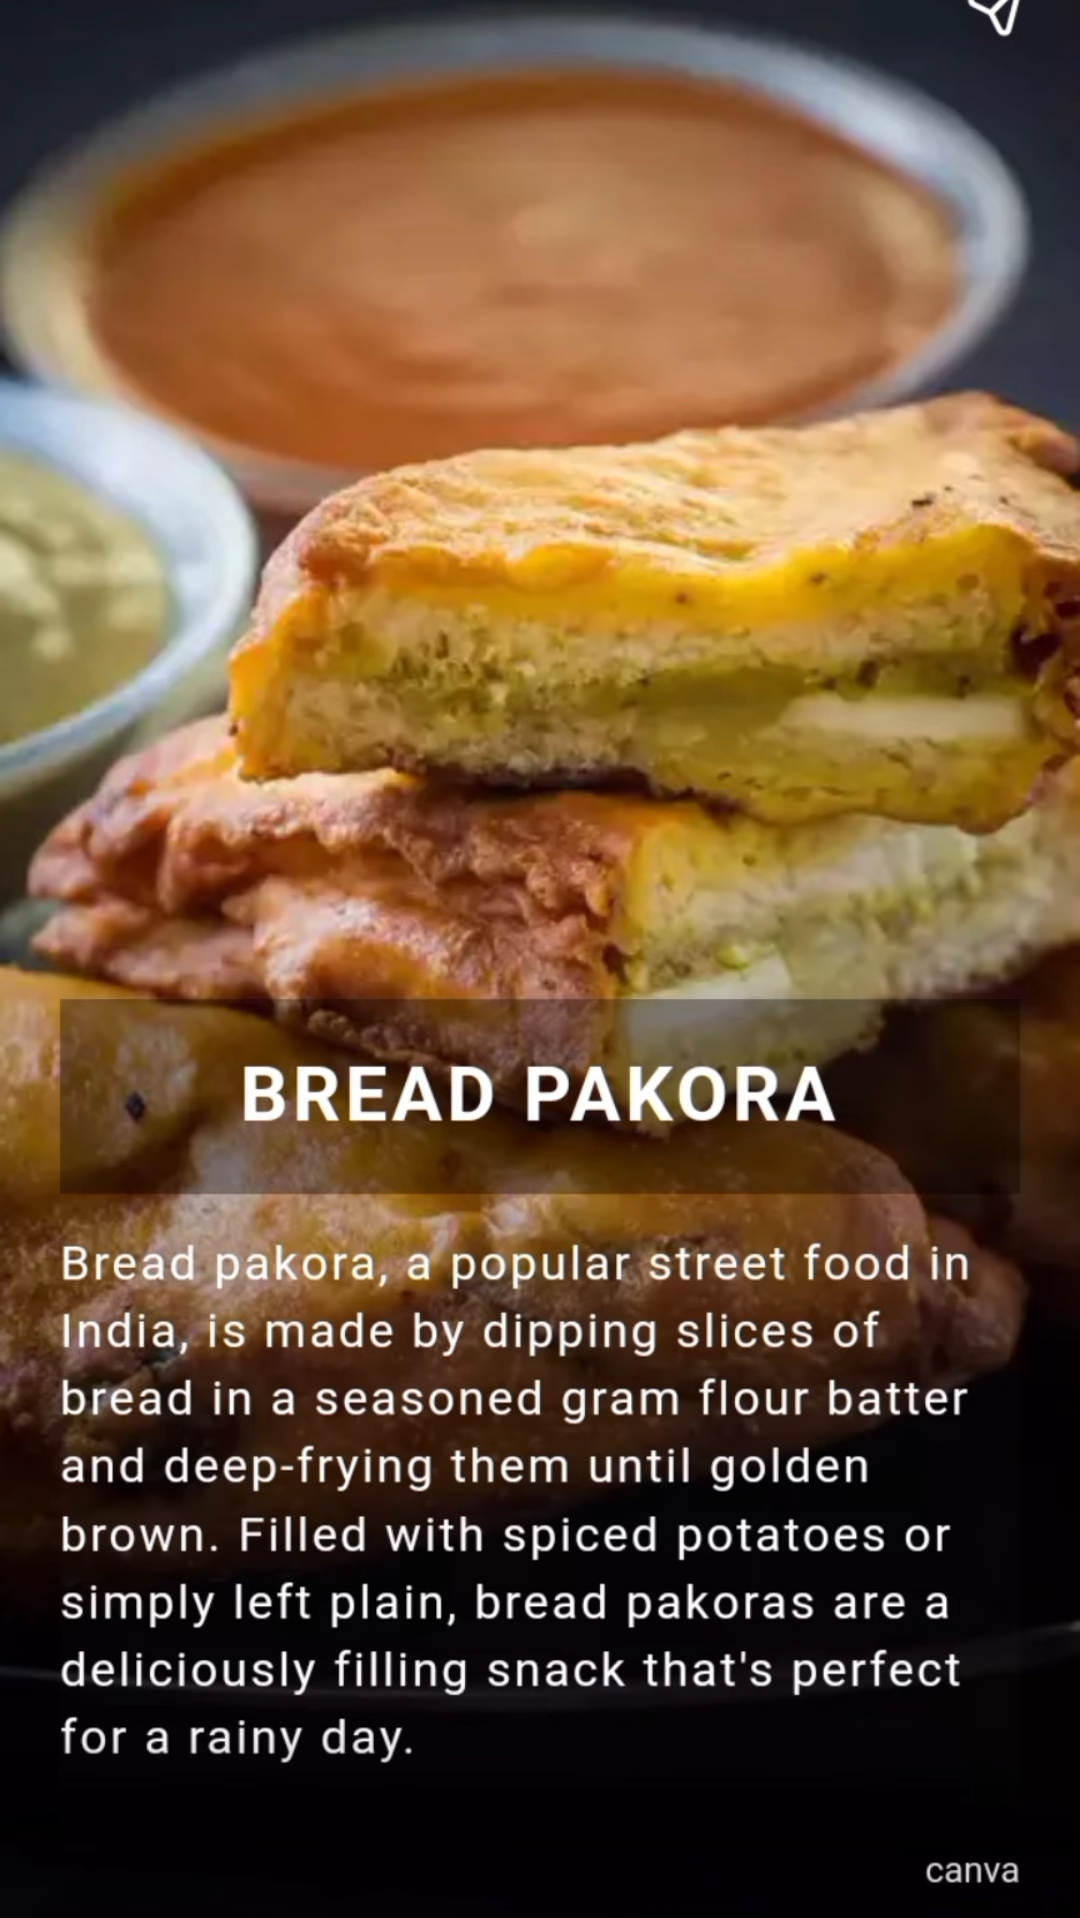 BREAD PAKORA
Bread pakora, a popular street food in
India, is made by dipping slices of
bread in a seasoned gram flour batter
and deep-frying them until golden
brown. Filled with spiced potatoes or
simply left plain, bread pakoras are a
deliciously filling snack that's perfect
for a rainy day.
canva